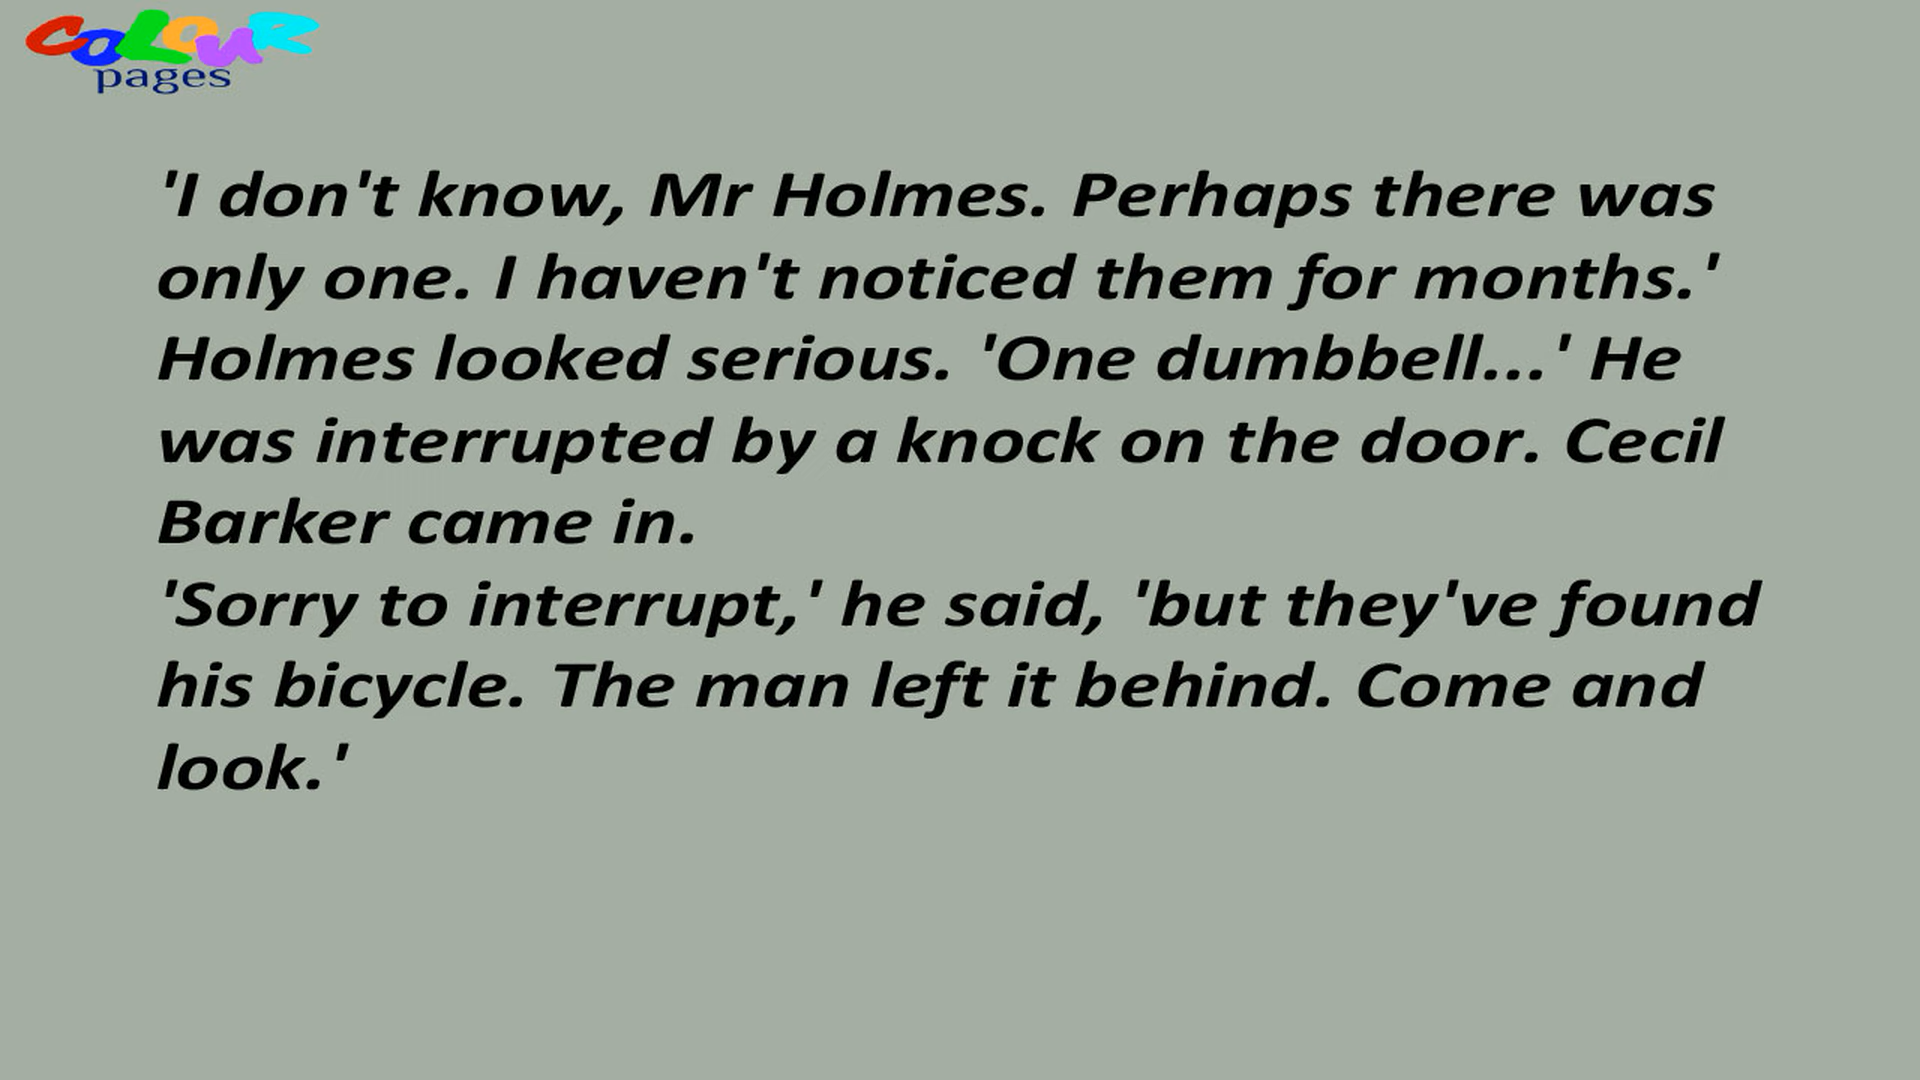 COLOUR
pages
'I don't know, Mr Holmes. Perhaps there was
only one. I haven't noticed them for months.'
Holmes looked serious. 'One dumbbell...' He
was interrupted by a knock on the door. Cecil
Barker came in.
'Sorry to interrupt,' he said, 'but they've found
his bicycle. The man left it behind. Come and
look.'